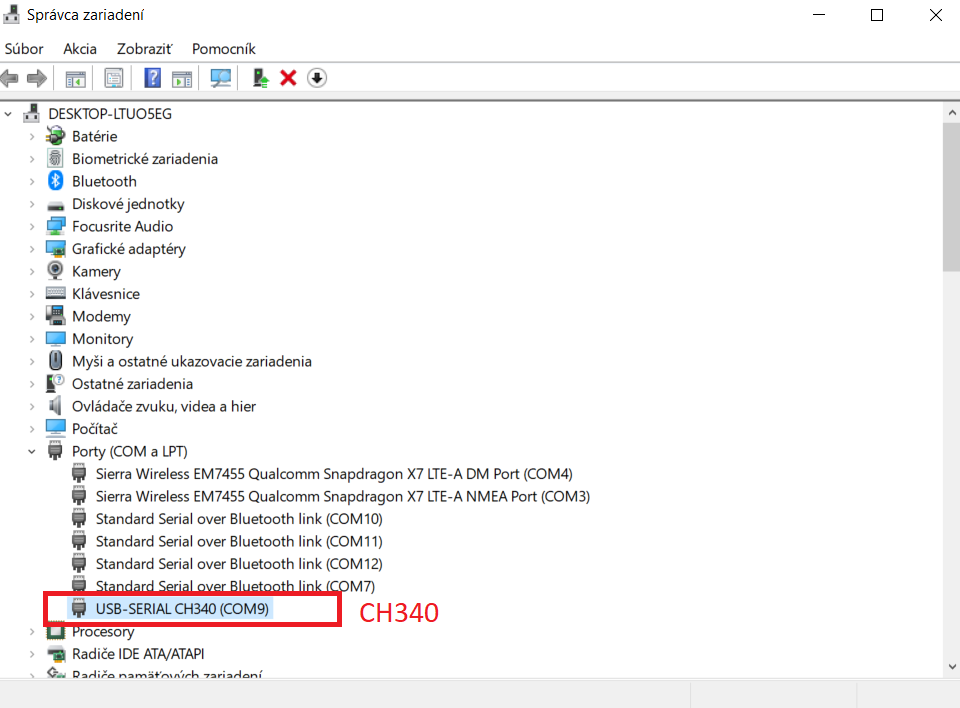 Správca zariadení
Súbor Akcia Zobraziť Pomocník
DESKTOP-LTUO5EG
Batérie
Biometrické zariadenia
Bluetooth
Diskové jednotky
Focusrite Audio
Grafické adaptéry
Kamery
Klávesnice
Modemy
Monitory
Myši a ostatné ukazovacie zariadenia
Ostatné zariadenia
Ovládače zvuku, videa a hier
Počítač
Porty (COM a LPT)
Sierra Wireless EM7455 Qualcomm Snapdragon X7 LTE-A DM Port (COM4)
Sierra Wireless EM7455 Qualcomm Snapdragon X7 LTE-A NMEA Port (COM3)
Standard Serial over Bluetooth link (COM10)
Standard Serial over Bluetooth link (COM11)
Standard Serial over Bluetooth link (COM12)
Standard Serial over Bluetooth link (COM7)
USB-SERIAL CH340 (COM9) CH340
Procesory
Radiče IDE ATA/ATAPI
Radiče pamäťových zariadení